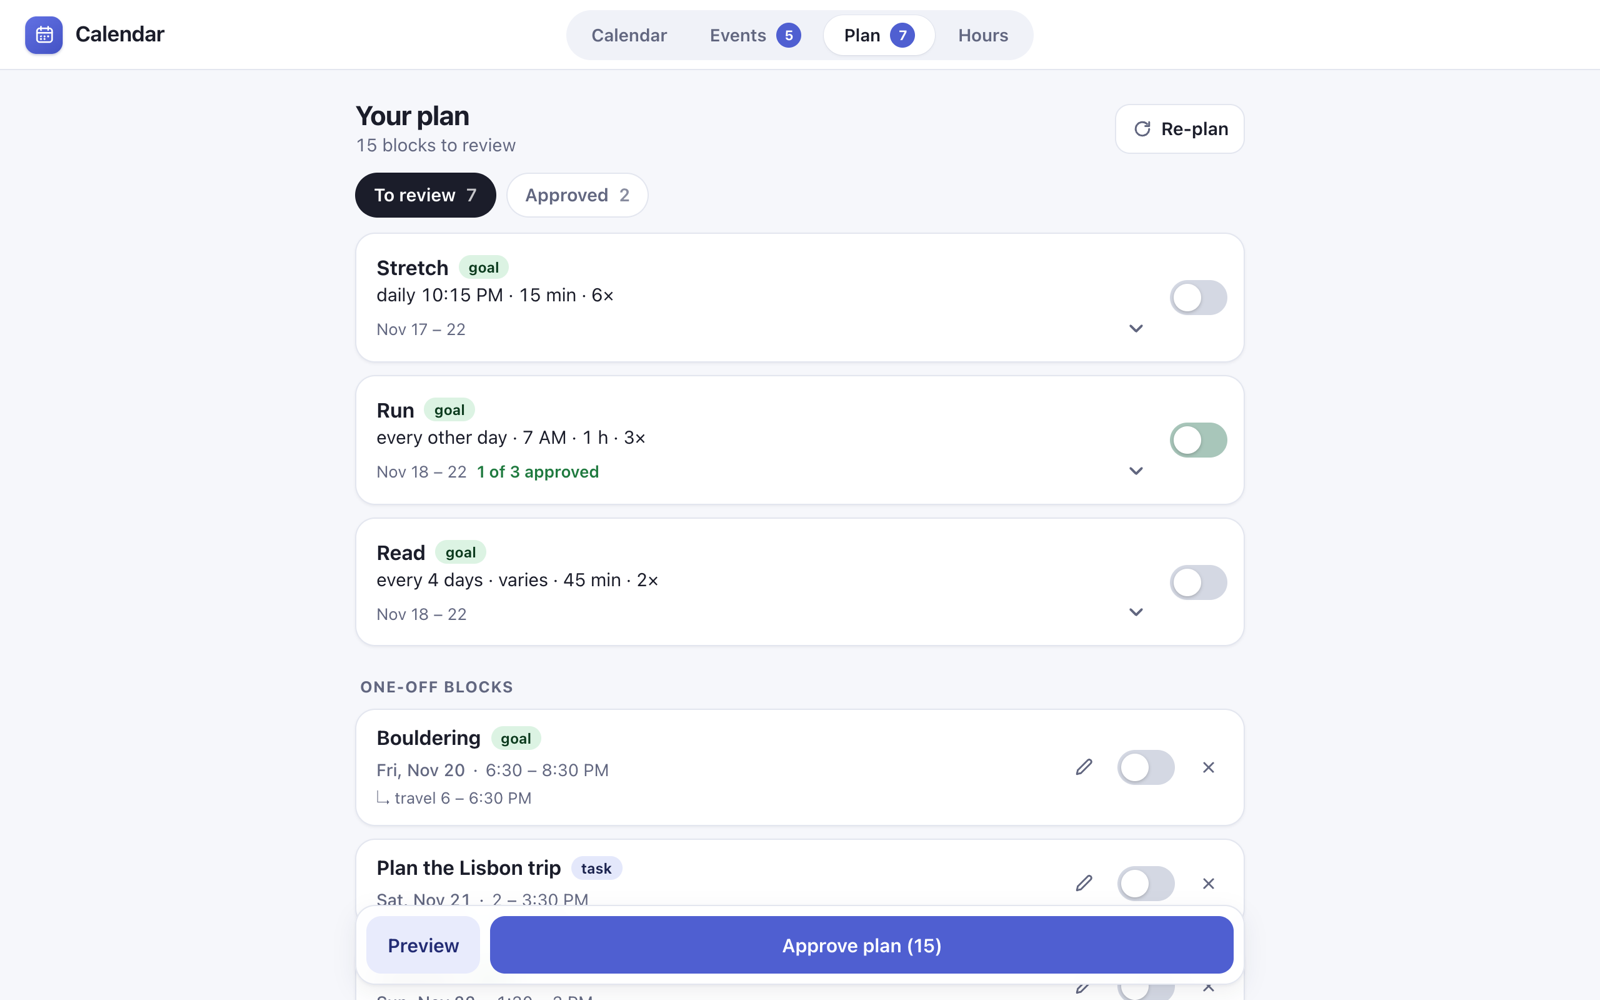 Calendar
Calendar
Events 5
Plan 7
Hours
Your plan
15 blocks to review
Re-plan
To review 7
Approved 2
Stretch goal
daily 10:15 PM · 15 min · 6×
Nov 17 – 22
Run goal
every other day · 7 AM · 1 h · 3×
Nov 18 – 22 1 of 3 approved
Read goal
every 4 days · varies · 45 min · 2×
Nov 18 – 22
ONE-OFF BLOCKS
Bouldering goal
Fri, Nov 20 · 6:30 – 8:30 PM
travel 6 – 6:30 PM
Plan the Lisbon trip task
Sat, Nov 21 · 2 – 3:30 PM
Preview
Approve plan (15)